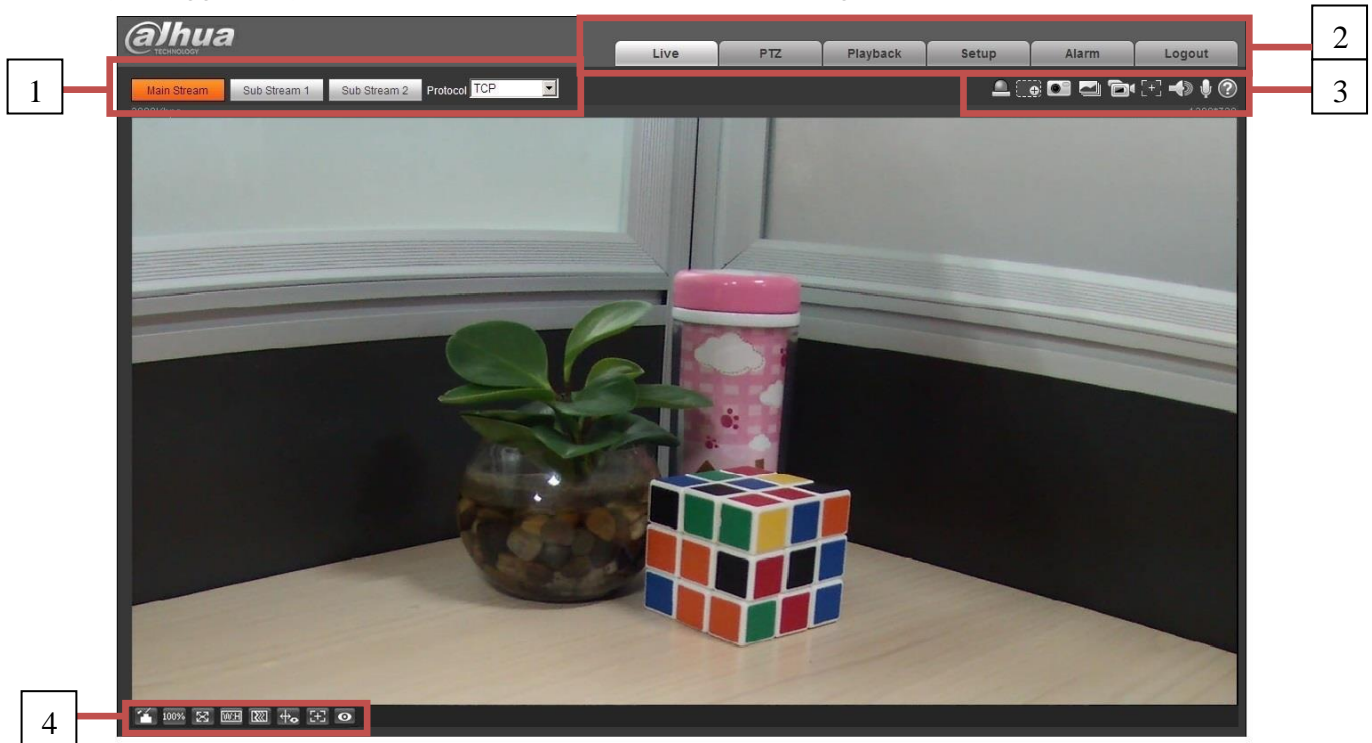 alhua
TECHNOLOGY
2
Live PTZ Playback Setup Alarm Logout
1
Main Stream Sub Stream 1 Sub Stream 2 Protocol TCP
3
4
100% W:H